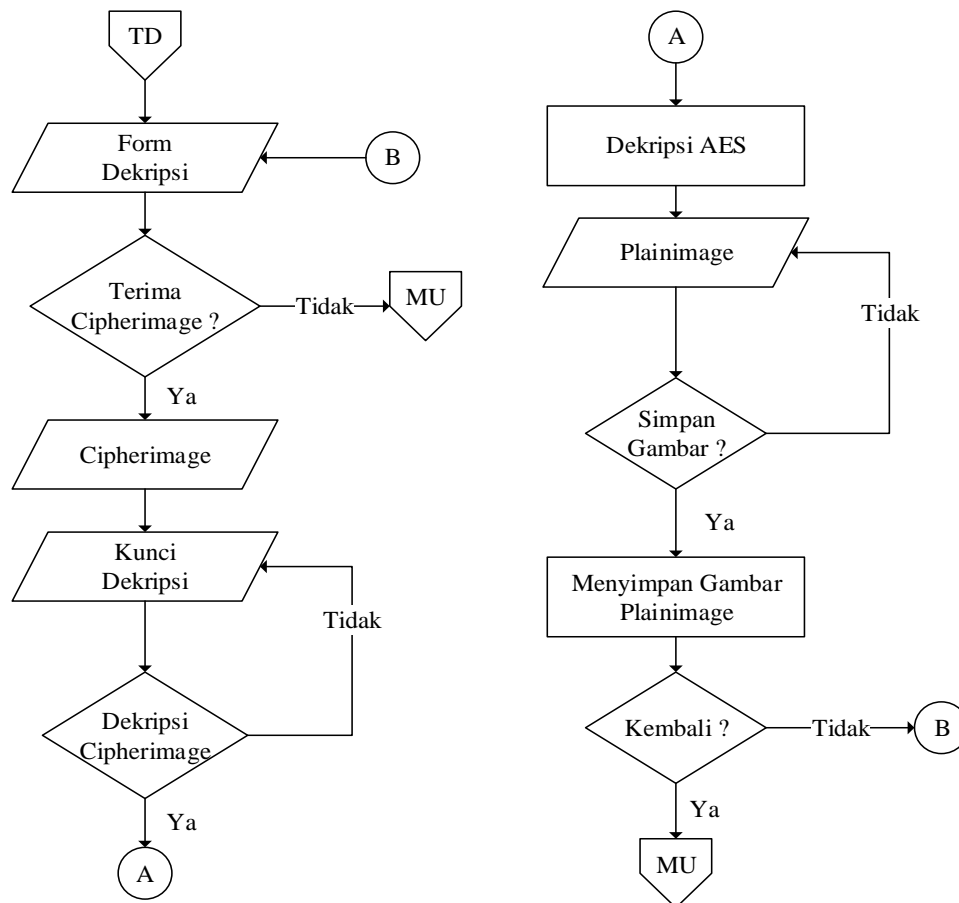 TD
Form
Dekripsi
B
Terima
Cipherimage ?
Tidak
MU
Ya
Cipherimage
Kunci
Dekripsi
Tidak
Dekripsi
Cipherimage
Ya
A
A
Dekripsi AES
Plainimage
Tidak
Simpan
Gambar ?
Ya
Menyimpan Gambar
Plainimage
Kembali ?
Tidak
B
Ya
MU